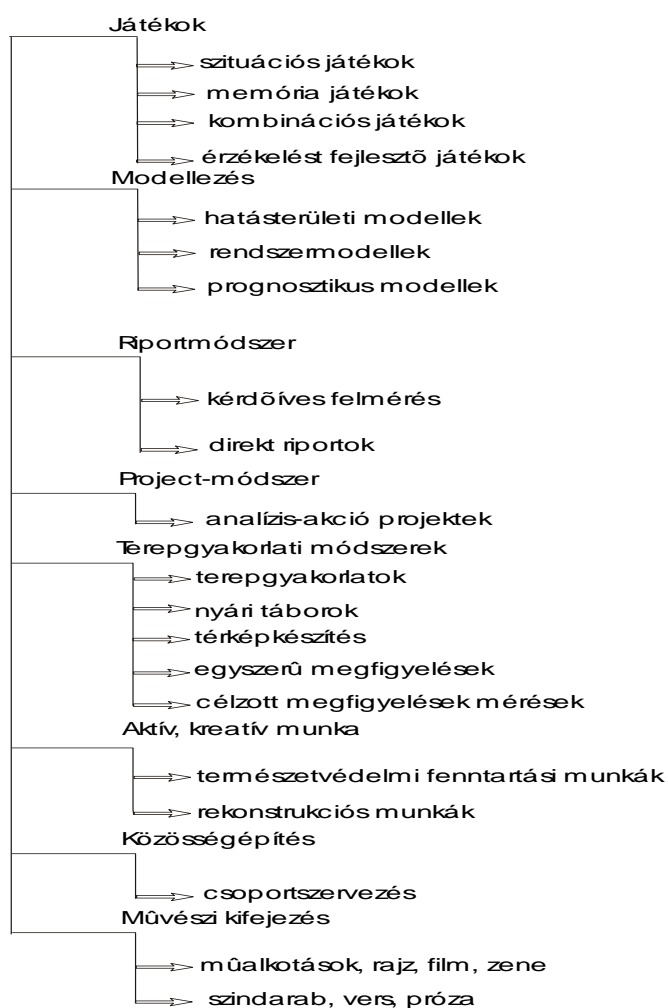 Játékok
szituációs játékok
memória játékok
kombinációs játékok
érzékelést fejlesztõ játékok
Modellezés
hatásterületi modellek
rendszermodellek
prognosztikus modellek
Riportmódszer
kérdõíves felmérés
direkt riportok
Project-módszer
analízis-akció projektek
Terepgyakorlati módszerek
terepgyakorlatok
nyári táborok
térképkészítés
egyszerû megfigyelések
célzott megfigyelések mérések
Aktív, kreatív munka
természetvédelmi fenntartási munkák
rekonstrukciós munkák
Közösségépítés
csoportszervezés
Mûvészi kifejezés
mûalkotások, rajz, film, zene
szindarab, vers, próza